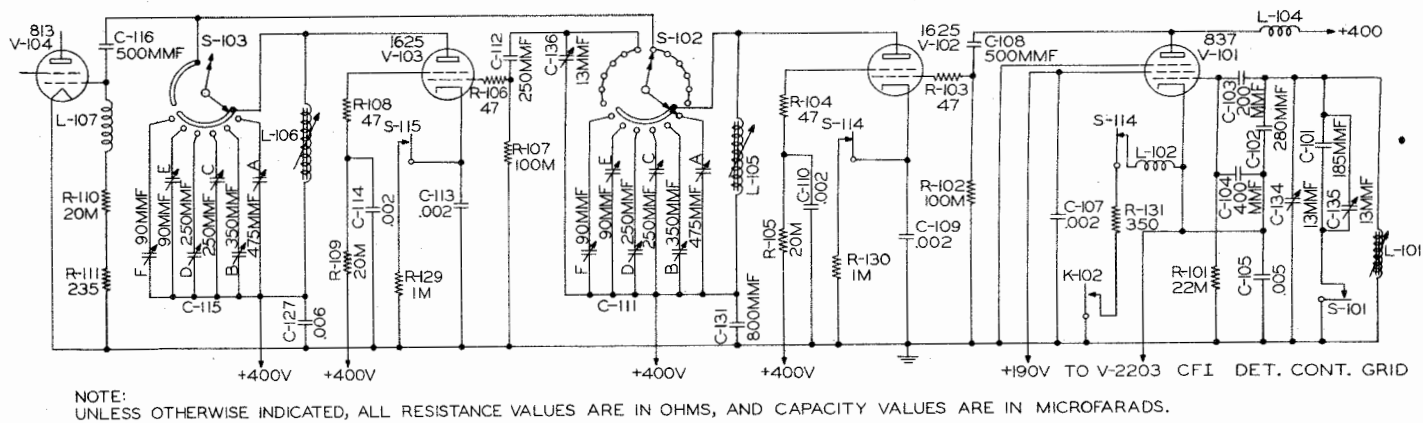 813
V-104
C-116
500MMF
S-103
L-107
R-110
20M
R-111
235
F
90MMF
E
90MMF
D
250MMF
C
250MMF
B
350MMF
A
475MMF
C-115
L-106
C-127
.006
+400V
1625
V-103
R-108
47
R-106
47
S-115
C-114
.002
C-113
.002
R-109
20M
R-129
1M
+400V
C-112
250MMF
C-136
13MMF
R-107
100M
S-102
F
90MMF
E
90MMF
D
250MMF
C
250MMF
B
350MMF
A
475MMF
C-111
L-105
C-131
800MMF
+400V
1625
V-102
R-104
47
R-103
47
S-114
C-110
.002
C-109
.002
R-105
20M
R-130
1M
+400V
C-108
500MMF
R-102
100M
837
V-101
L-104
+400
S-114
L-102
C-107
.002
R-131
350
K-102
C-103
200
MMF
C-102
280MMF
C-104
400
MMF
C-134
13MMF
C-101
185MMF
C-135
13MMF
R-101
22M
C-105
.005
L-101
S-101
+190V TO V-2203 CFI DET. CONT. GRID
NOTE:
UNLESS OTHERWISE INDICATED, ALL RESISTANCE VALUES ARE IN OHMS, AND CAPACITY VALUES ARE IN MICROFARADS.